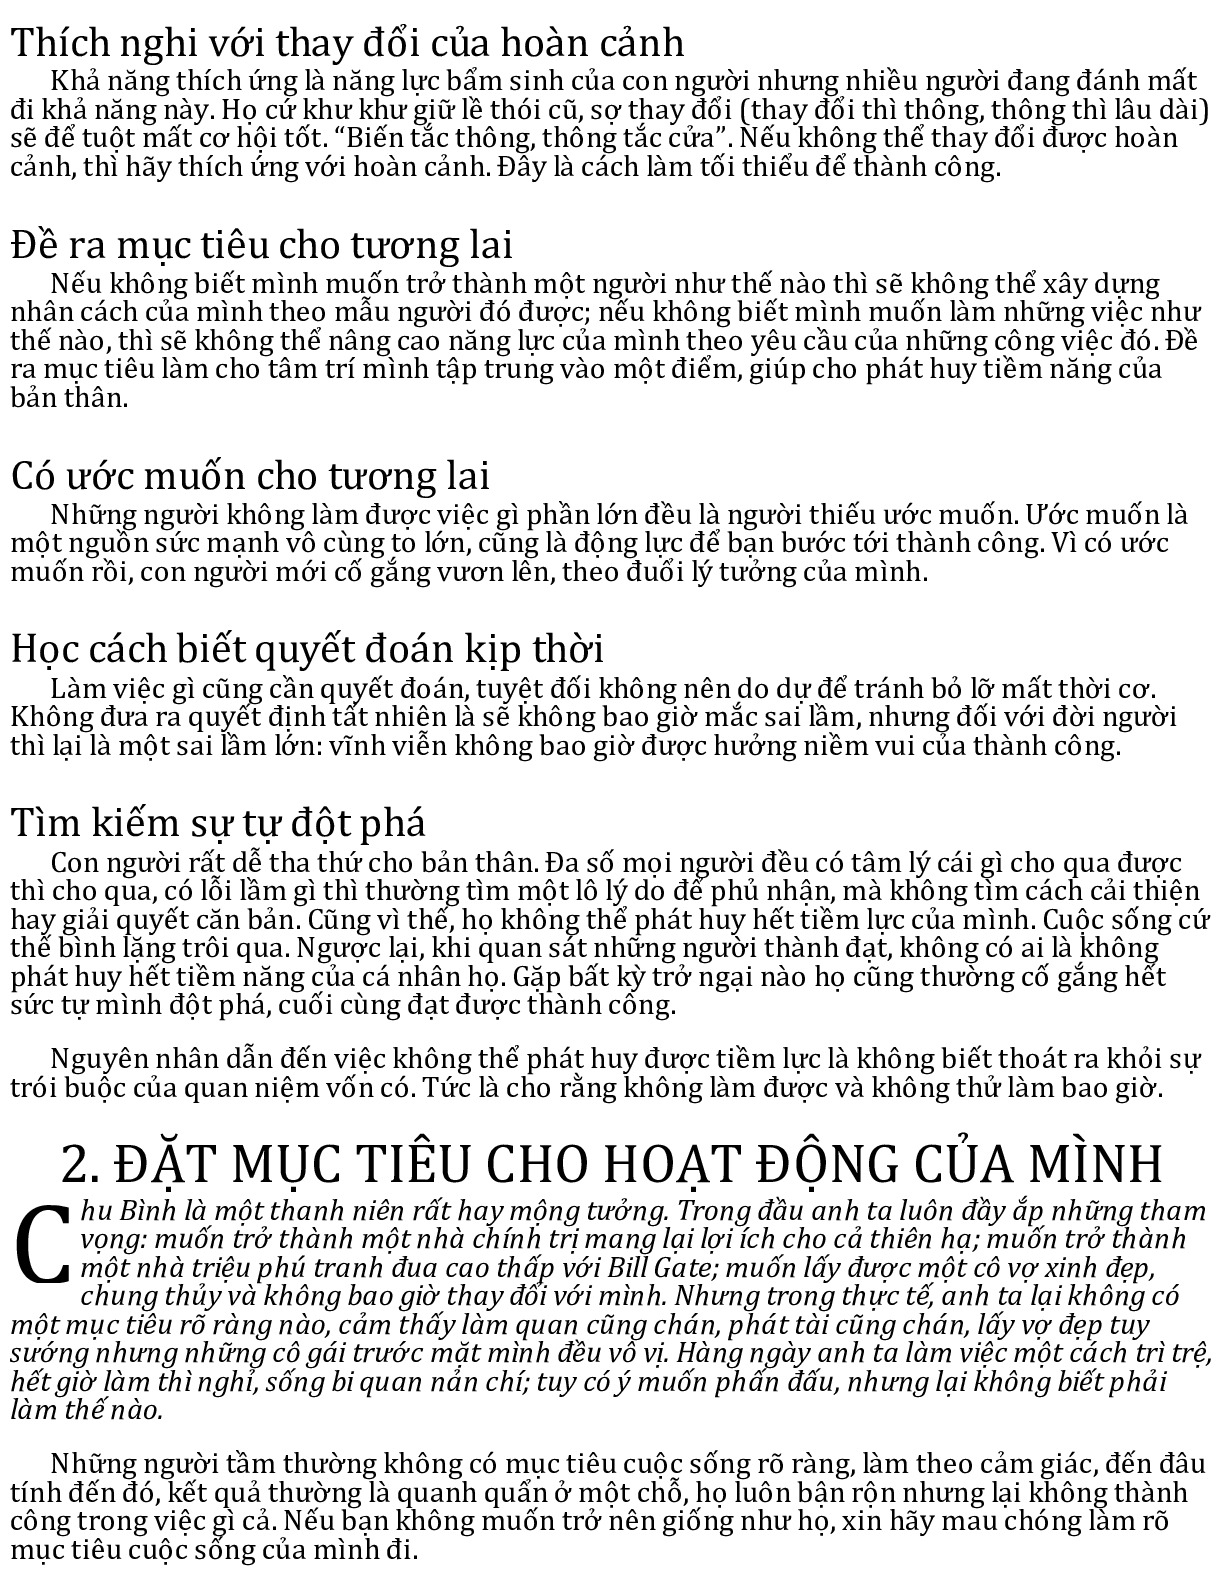 Thích nghi với thay đổi của hoàn cảnh
Khả năng thích ứng là năng lực bẩm sinh của con người nhưng nhiều người đang đánh mất
đi khả năng này. Họ cứ khư khư giữ lề thói cũ, sợ thay đổi (thay đổi thì thông, thông thì lâu dài)
sẽ để tuột mất cơ hội tốt. “Biến tắc thông, thông tắc cửa”. Nếu không thể thay đổi được hoàn
cảnh, thì hãy thích ứng với hoàn cảnh. Đây là cách làm tối thiểu để thành công.
Đề ra mục tiêu cho tương lai
Nếu không biết mình muốn trở thành một người như thế nào thì sẽ không thể xây dựng
nhân cách của mình theo mẫu người đó được; nếu không biết mình muốn làm những việc như
thế nào, thì sẽ không thể nâng cao năng lực của mình theo yêu cầu của những công việc đó. Đề
ra mục tiêu làm cho tâm trí mình tập trung vào một điểm, giúp cho phát huy tiềm năng của
bản thân.
Có ước muốn cho tương lai
Những người không làm được việc gì phần lớn đều là người thiếu ước muốn. Ước muốn là
một nguồn sức mạnh vô cùng to lớn, cũng là động lực để bạn bước tới thành công. Vì có ước
muốn rồi, con người mới cố gắng vươn lên, theo đuổi lý tưởng của mình.
Học cách biết quyết đoán kịp thời
Làm việc gì cũng cần quyết đoán, tuyệt đối không nên do dự để tránh bỏ lỡ mất thời cơ.
Không đưa ra quyết định tất nhiên là sẽ không bao giờ mắc sai lầm, nhưng đối với đời người
thì lại là một sai lầm lớn: vĩnh viễn không bao giờ được hưởng niềm vui của thành công.
Tìm kiếm sự tự đột phá
Con người rất dễ tha thứ cho bản thân. Đa số mọi người đều có tâm lý cái gì cho qua được
thì cho qua, có lỗi lầm gì thì thường tìm một lô lý do để phủ nhận, mà không tìm cách cải thiện
hay giải quyết căn bản. Cũng vì thế, họ không thể phát huy hết tiềm lực của mình. Cuộc sống cứ
thế bình lặng trôi qua. Ngược lại, khi quan sát những người thành đạt, không có ai là không
phát huy hết tiềm năng của cá nhân họ. Gặp bất kỳ trở ngại nào họ cũng thường cố gắng hết
sức tự mình đột phá, cuối cùng đạt được thành công.
Nguyên nhân dẫn đến việc không thể phát huy được tiềm lực là không biết thoát ra khỏi sự
trói buộc của quan niệm vốn có. Tức là cho rằng không làm được và không thử làm bao giờ.
2. ĐẶT MỤC TIÊU CHO HOẠT ĐỘNG CỦA MÌNH
Chu Bình là một thanh niên rất hay mộng tưởng. Trong đầu anh ta luôn đầy ắp những tham
vọng: muốn trở thành một nhà chính trị mang lại lợi ích cho cả thiên hạ; muốn trở thành
một nhà triệu phú tranh đua cao thấp với Bill Gate; muốn lấy được một cô vợ xinh đẹp,
chung thủy và không bao giờ thay đổi với mình. Nhưng trong thực tế, anh ta lại không có
một mục tiêu rõ ràng nào, cảm thấy làm quan cũng chán, phát tài cũng chán, lấy vợ đẹp tuy
sướng nhưng những cô gái trước mặt mình đều vô vị. Hàng ngày anh ta làm việc một cách trì trệ,
hết giờ làm thì nghỉ, sống bi quan nản chí; tuy có ý muốn phấn đấu, nhưng lại không biết phải
làm thế nào.
Những người tầm thường không có mục tiêu cuộc sống rõ ràng, làm theo cảm giác, đến đâu
tính đến đó, kết quả thường là quanh quẩn ở một chỗ, họ luôn bận rộn nhưng lại không thành
công trong việc gì cả. Nếu bạn không muốn trở nên giống như họ, xin hãy mau chóng làm rõ
mục tiêu cuộc sống của mình đi.